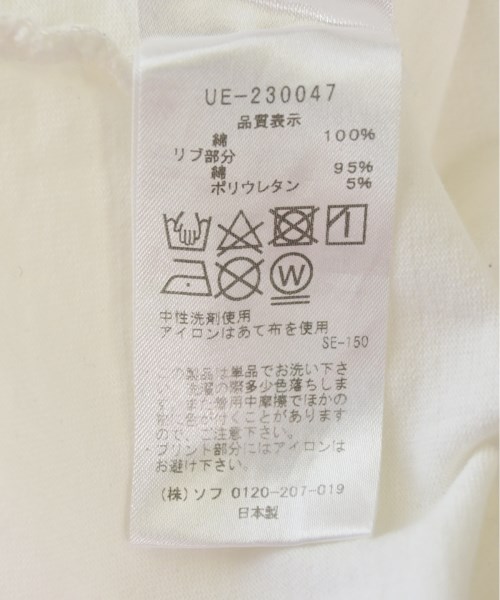 UE-230047
品質表示
綿 100%
リブ部分
綿 95%
ポリウレタン 5%
W
中性洗剤使用
アイロンはあて布を使用
SE-150
この製品は単品でお洗い下さ
い。洗濯の際多少色落ちしま
す。また着用中摩擦でほかの
物に色が付くことがあります
ので、ご注意下さい。
・プリント部分にはアイロンは
お避け下さい。
(株)ソフ 0120-207-019
日本製